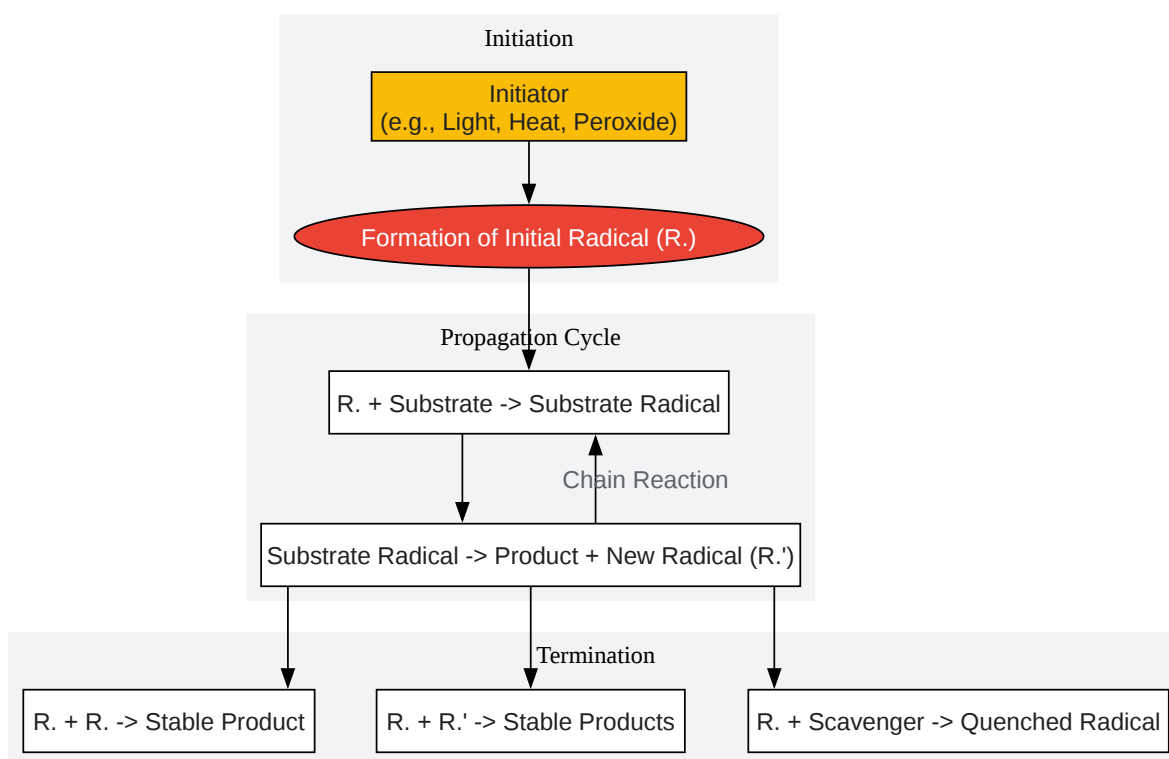 Initiation
Initiator
(e.g., Light, Heat, Peroxide)
Formation of Initial Radical (R.)
Propagation Cycle
R. + Substrate -> Substrate Radical
Chain Reaction
Substrate Radical -> Product + New Radical (R.')
Termination
R. + R. -> Stable Product
R. + R.' -> Stable Products
R. + Scavenger -> Quenched Radical